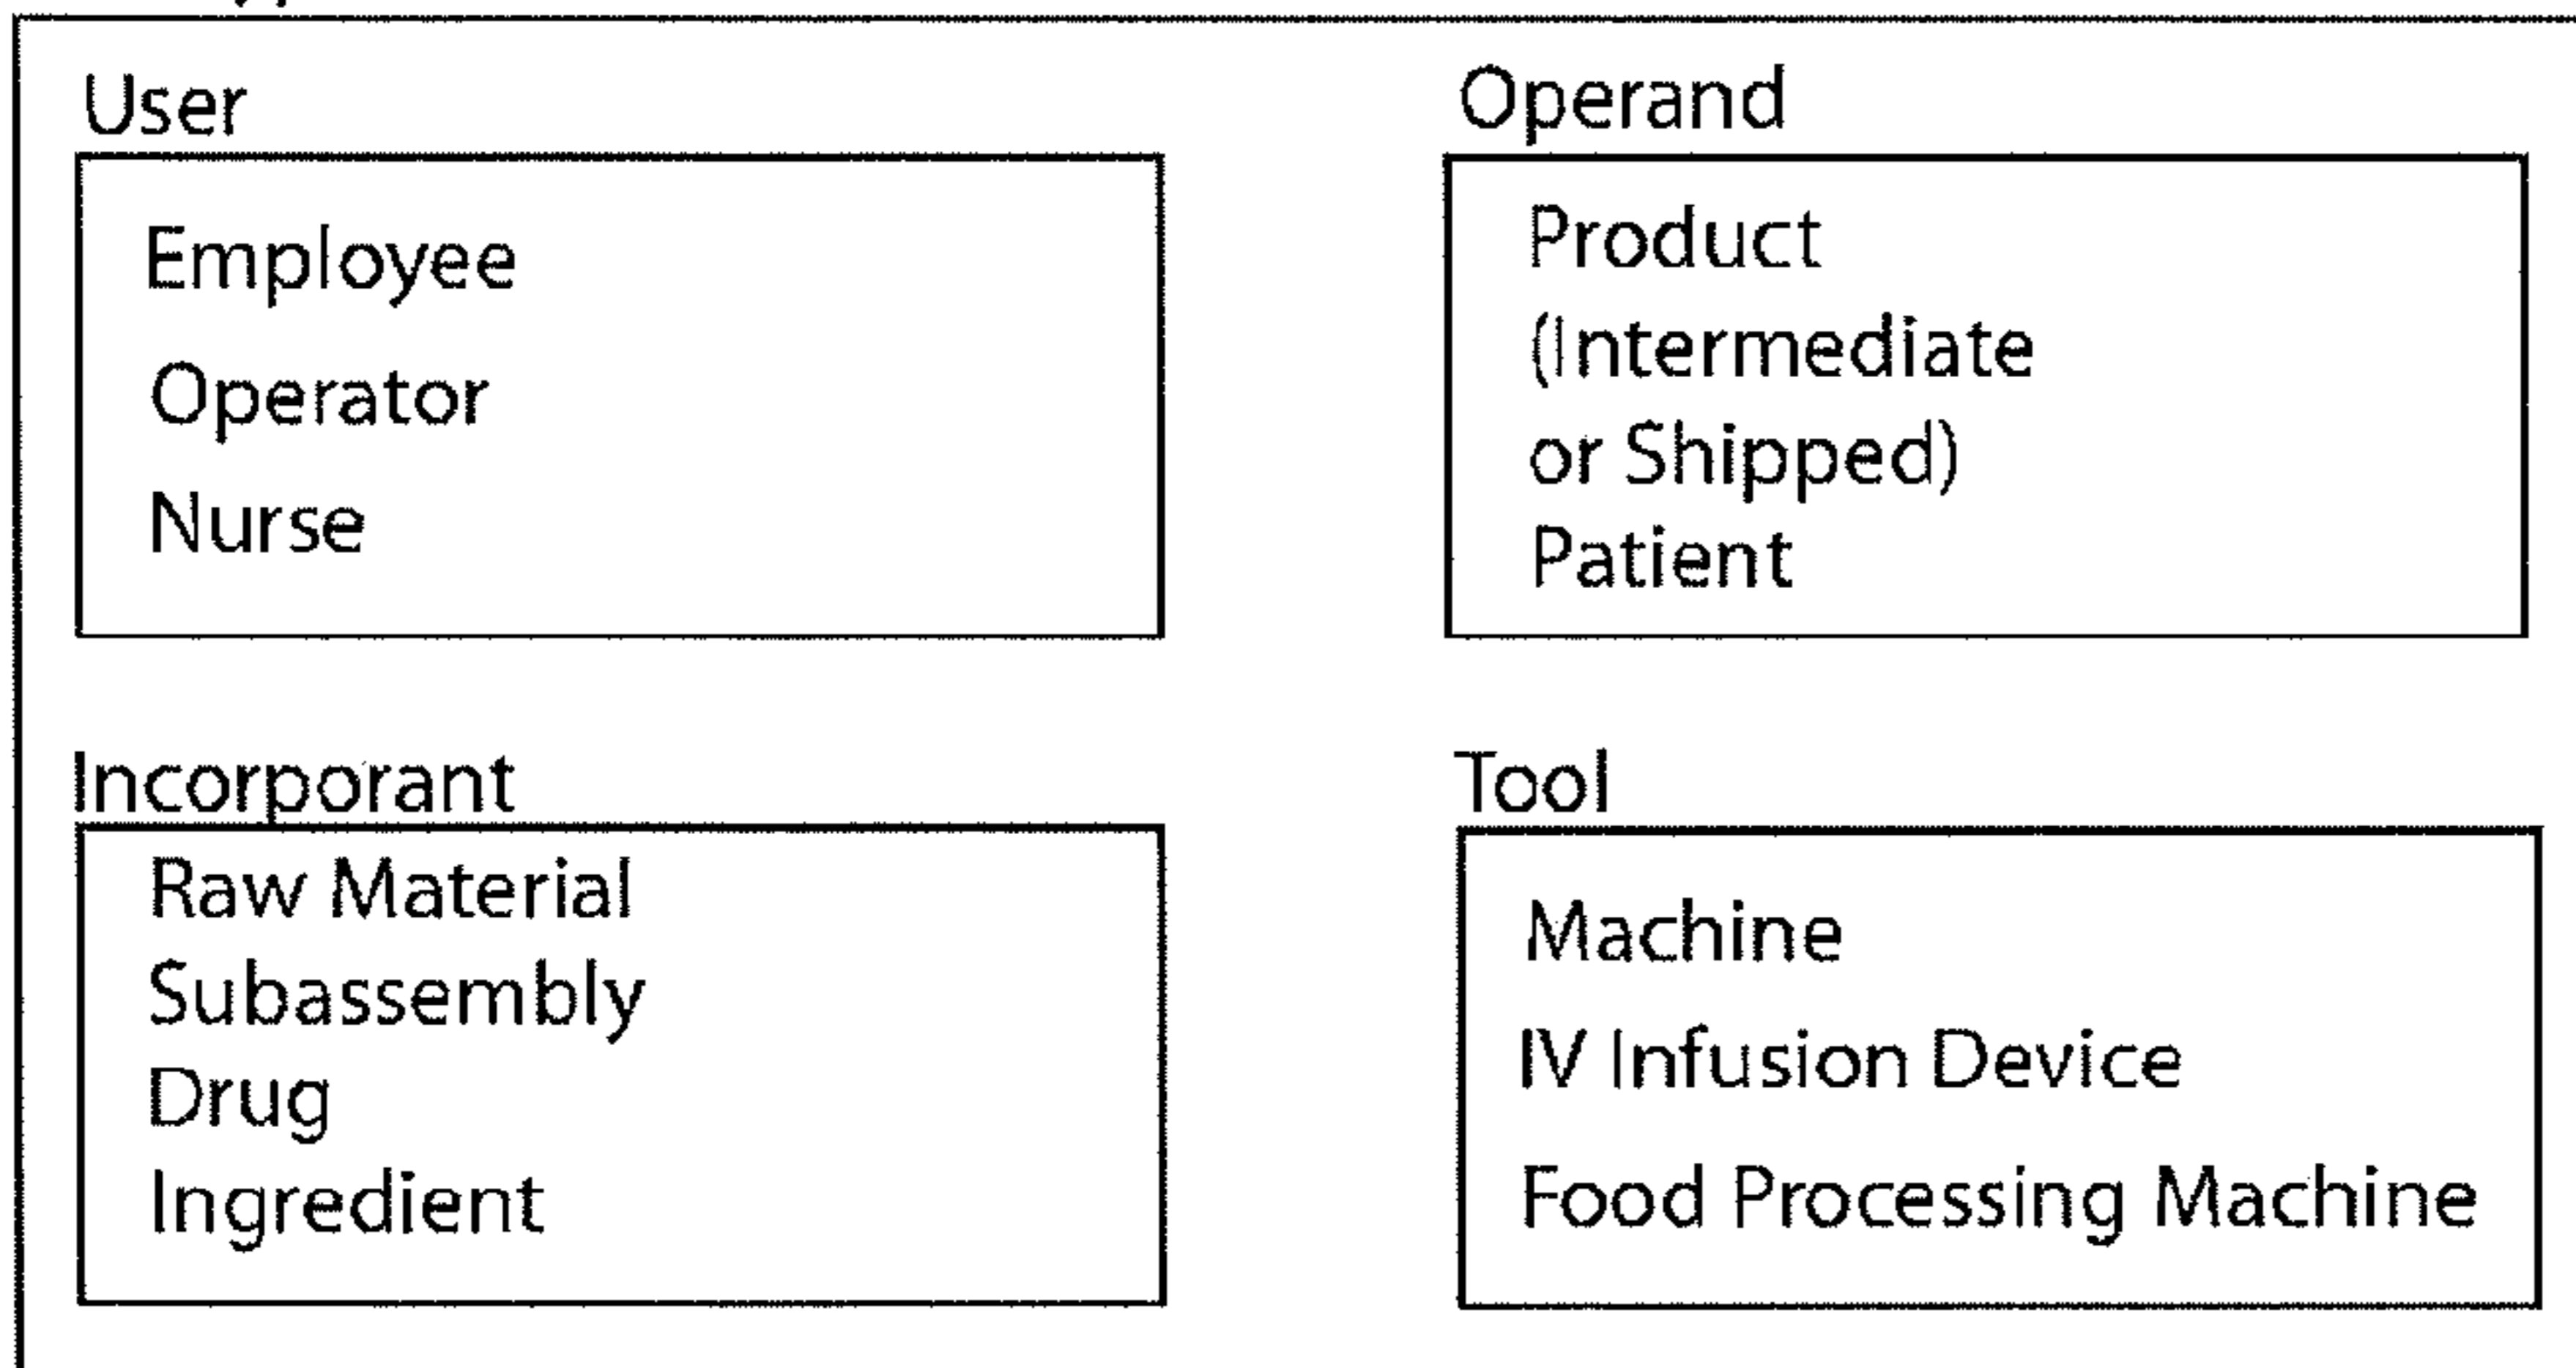 User
Employee
Operator
Nurse
Operand
Product
(Intermediate
or Shipped)
Patient
Incorporant
Raw Material
Subassembly
Drug
Ingredient
Tool
Machine
IV Infusion Device
Food Processing Machine